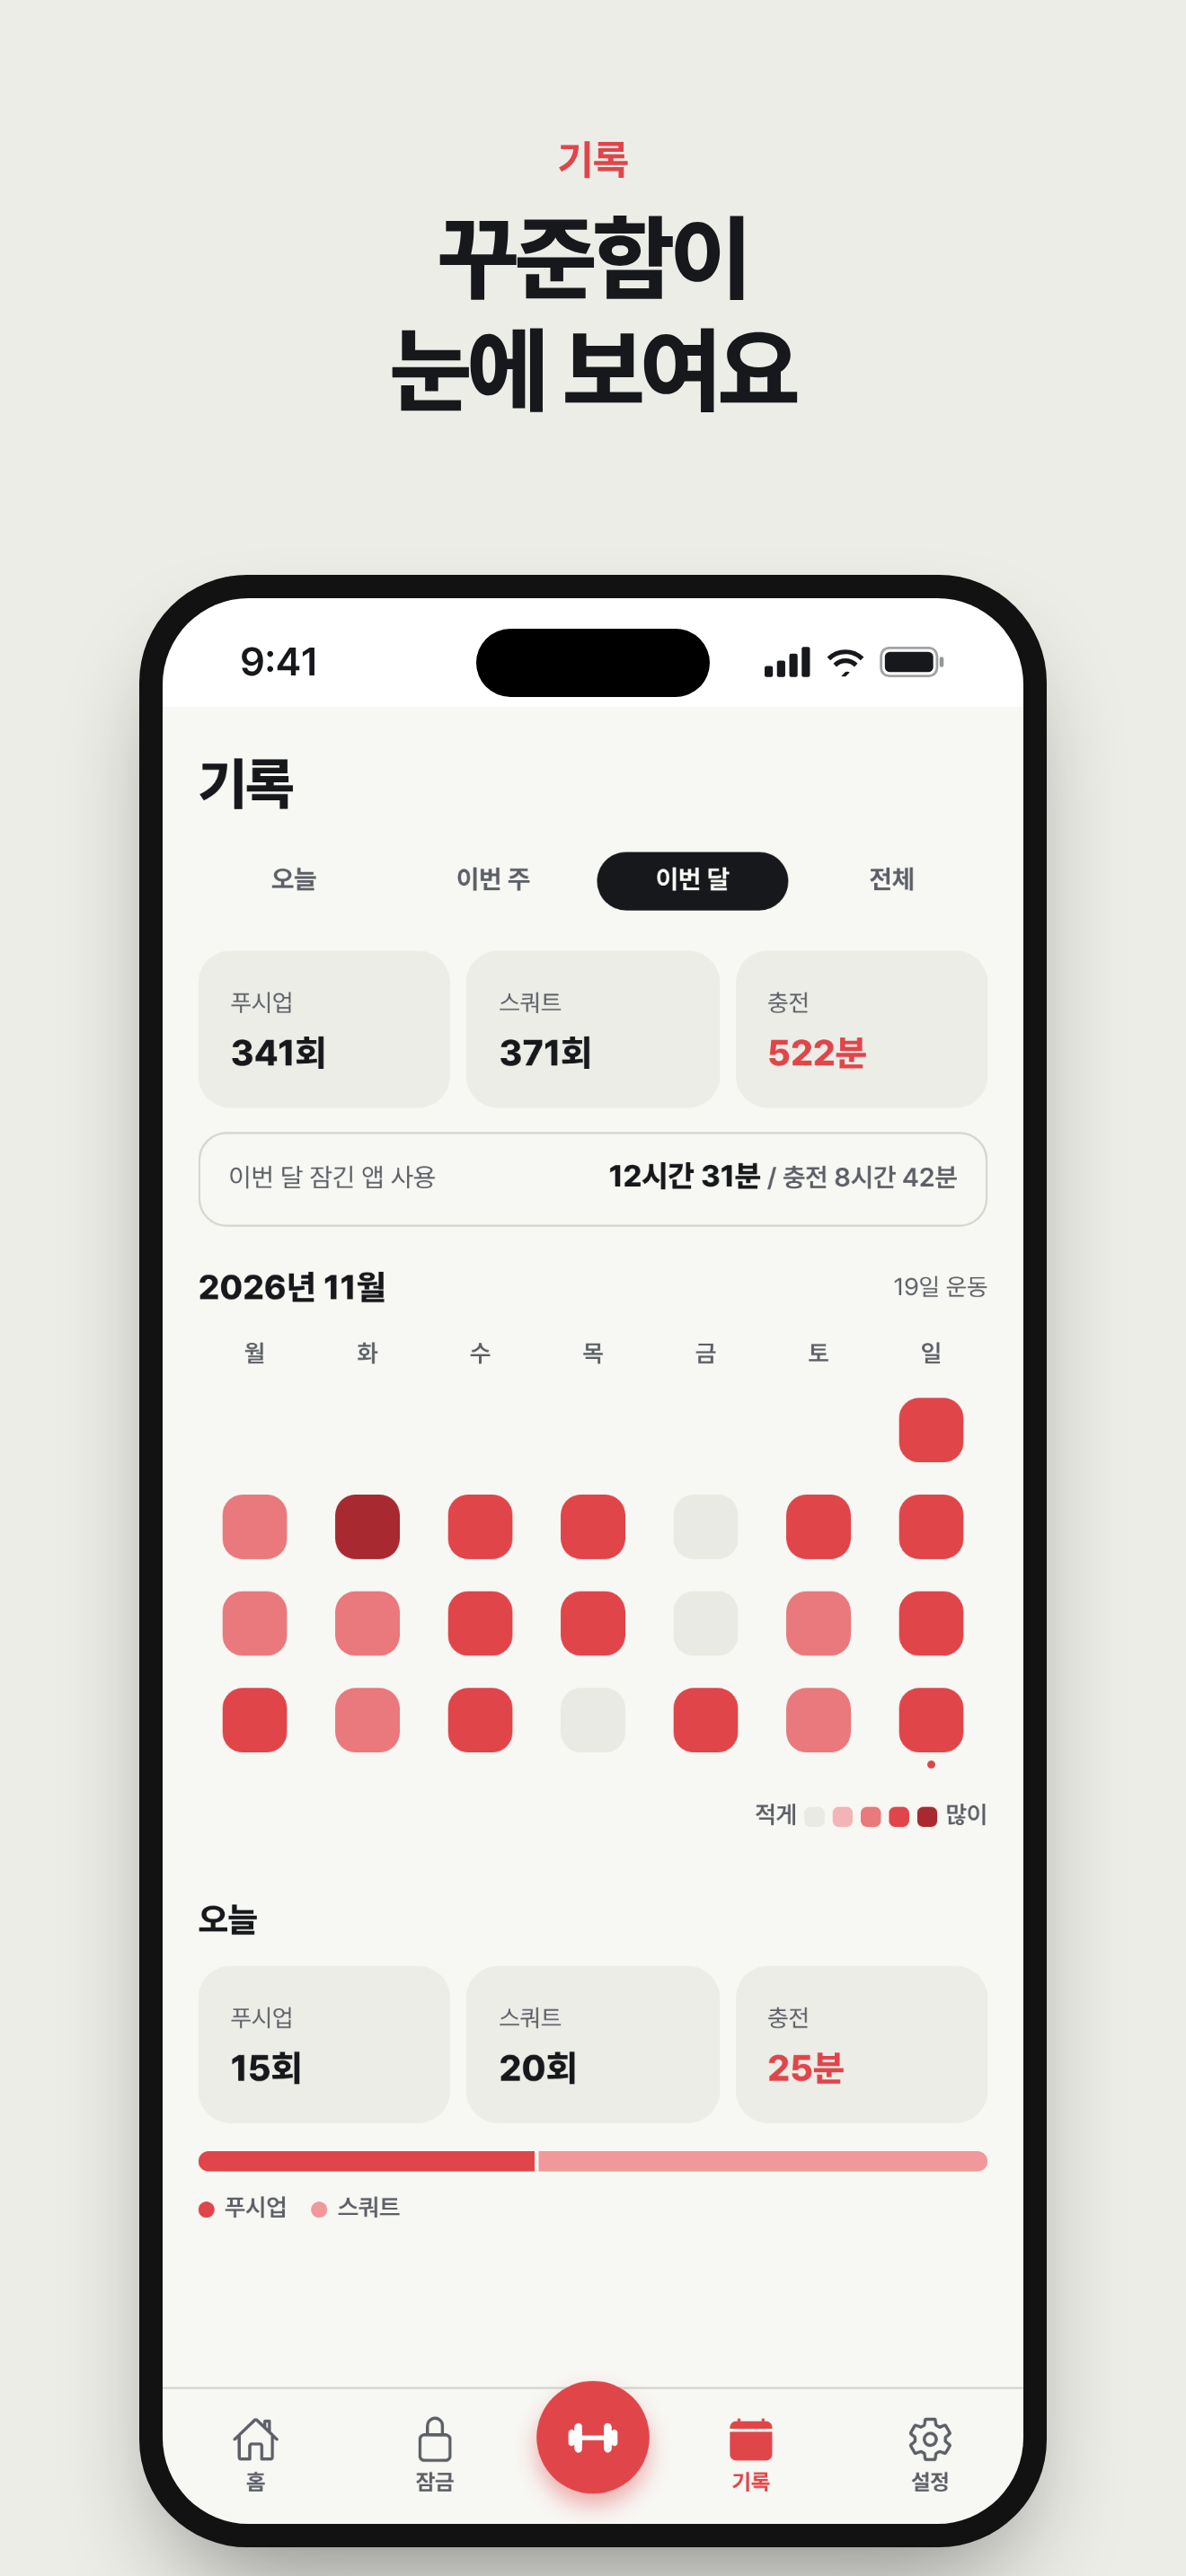 기록
꾸준함이
눈에 보여요
9:41
기록
오늘 이번 주 이번 달 전체
푸시업 스쿼트 충전
341회 371회 522분
이번 달 잠긴 앱 사용 12시간 31분 / 충전 8시간 42분
2026년 11월 19일 운동
월 화 수 목 금 토 일
적게 많이
오늘
푸시업 스쿼트 충전
15회 20회 25분
푸시업 스쿼트
홈 잠금 기록 설정